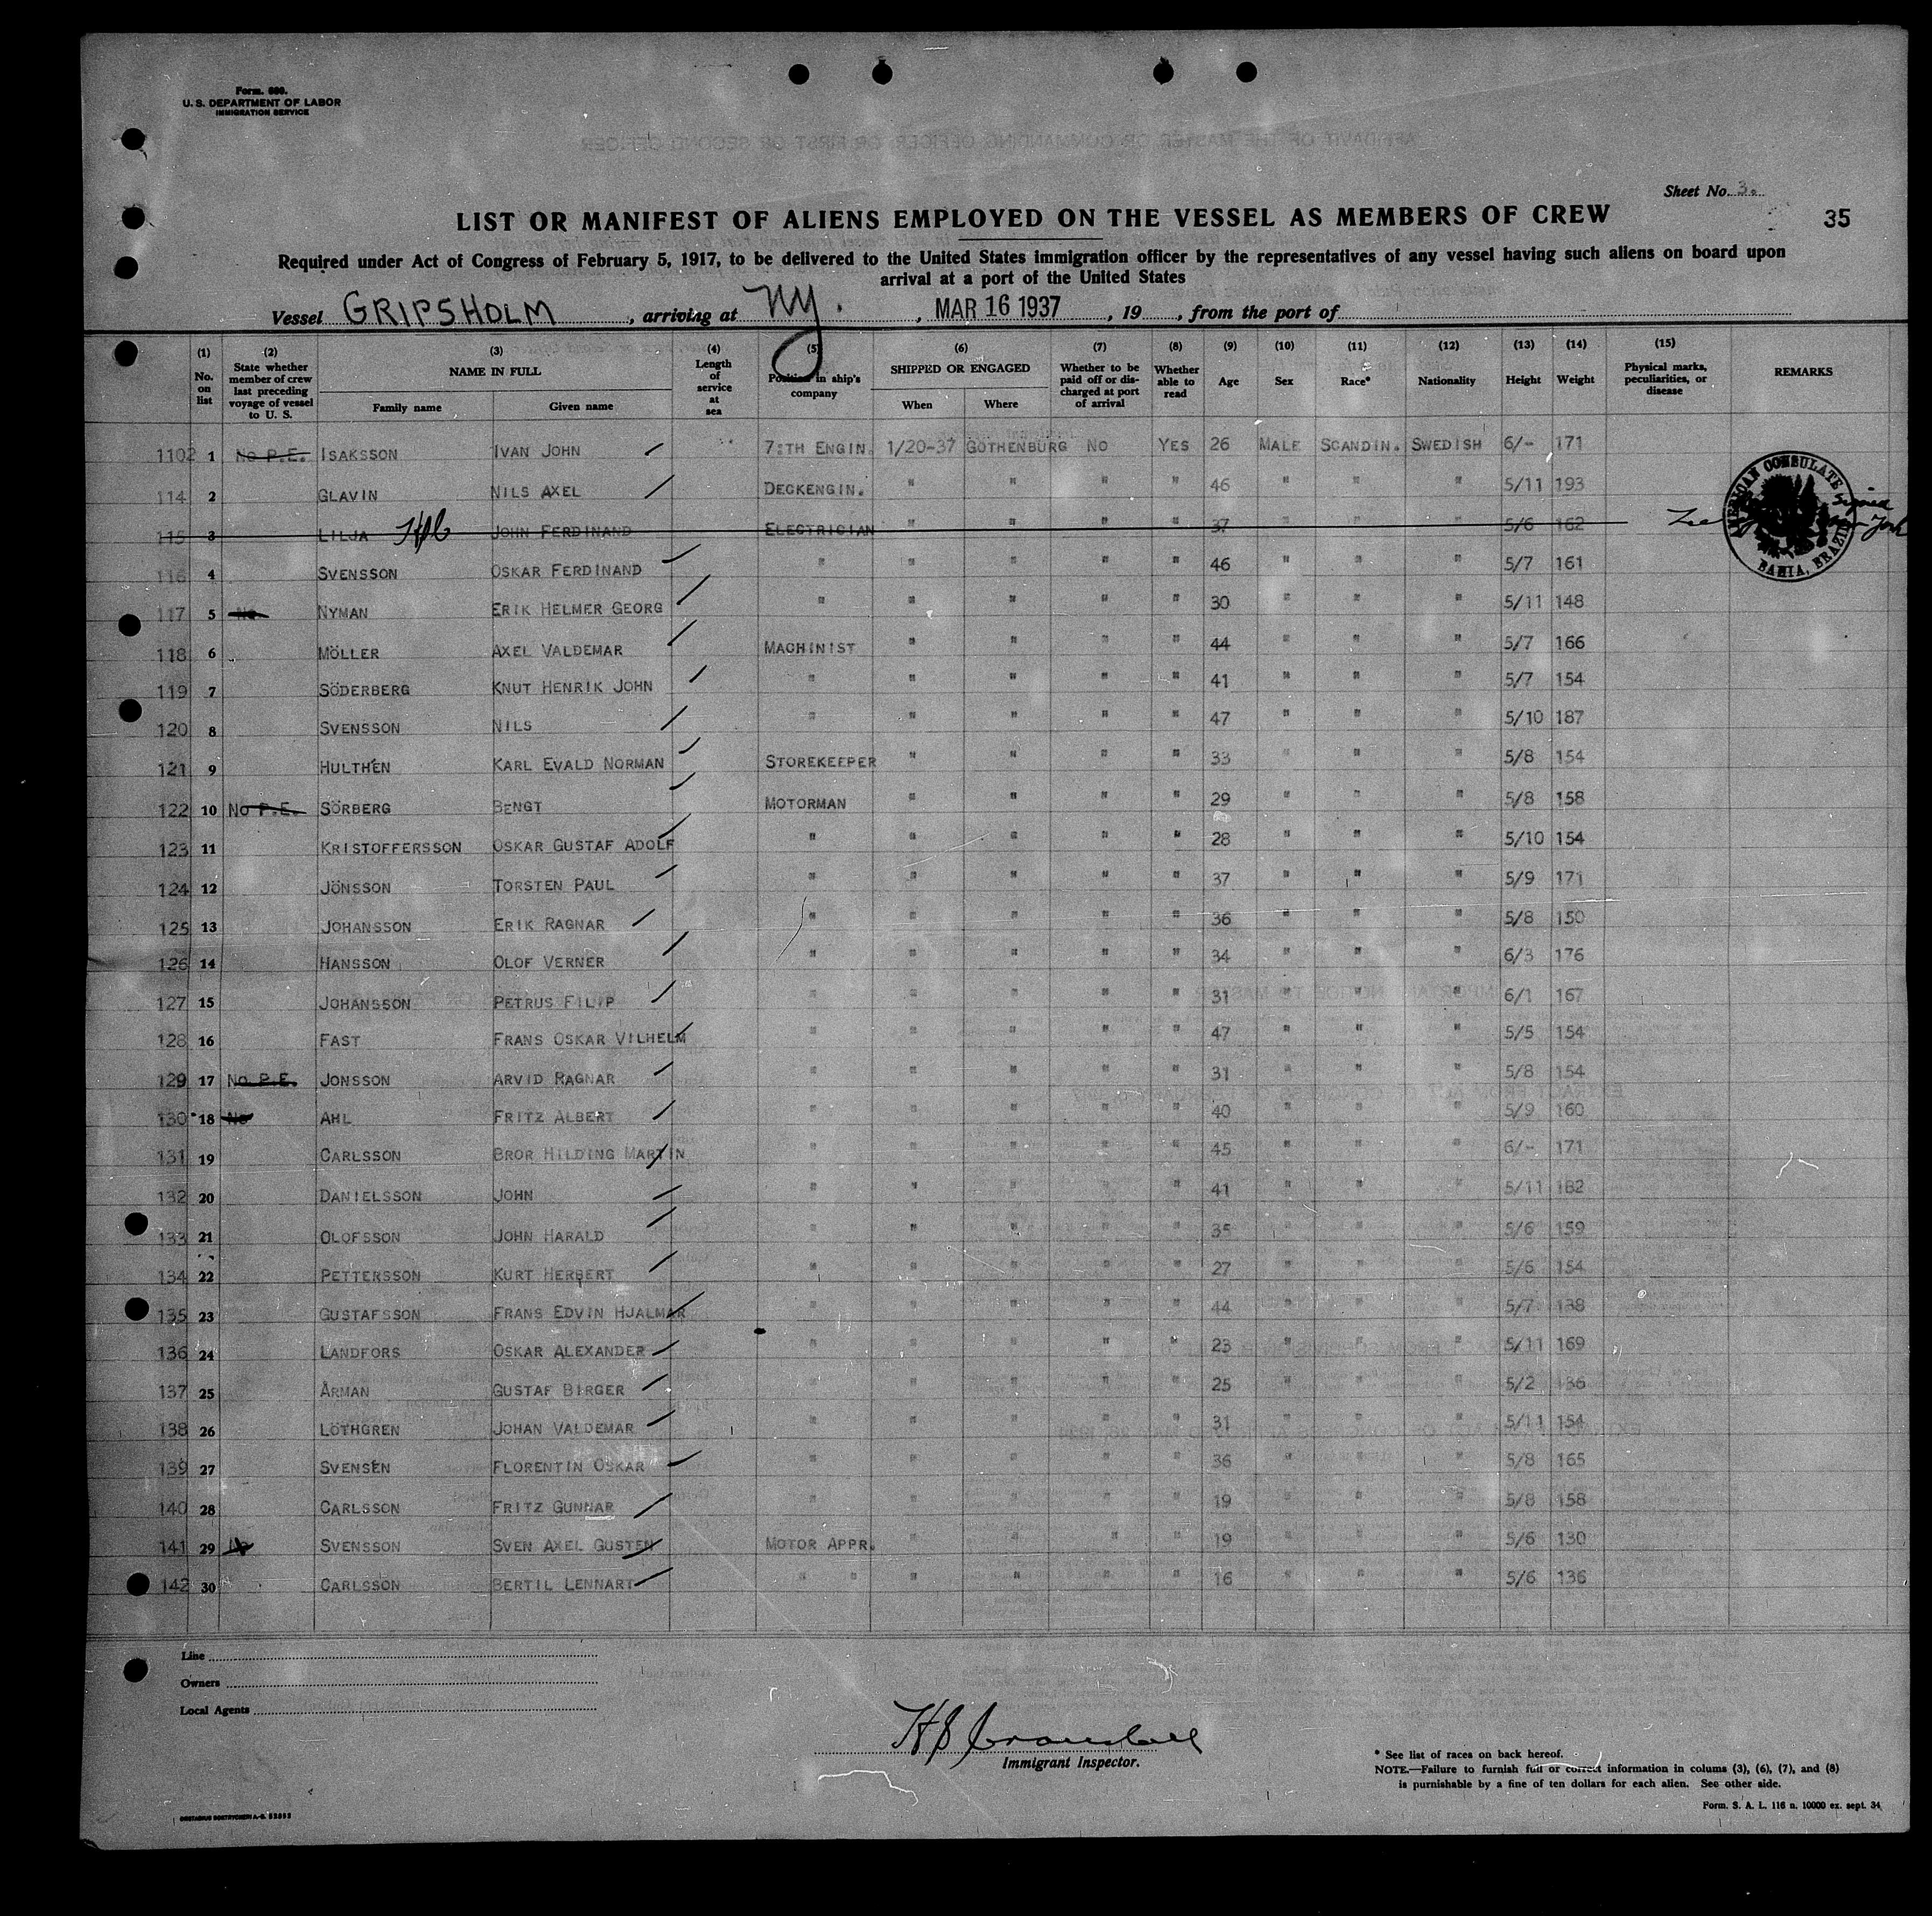 Form. 680.
U. S. DEPARTMENT OF LABOR
IMMIGRATION SERVICE
Sheet No. 3.
LIST OR MANIFEST OF ALIENS EMPLOYED ON THE VESSEL AS MEMBERS OF CREW
35
Required under Act of Congress of February 5, 1917, to be delivered to the United States immigration officer by the representatives of any vessel having such aliens on board upon
arrival at a port of the United States
Vessel GRIPSHOLM, arriving at NY., MAR 16 1937, 19 , from the port of
(1) No. on list (2) State whether member of crew last preceding voyage of vessel to U. S. (3) NAME IN FULL Family name Given name (4) Length of service at sea (5) Position in ship's company (6) SHIPPED OR ENGAGED When Where (7) Whether to be paid off or discharged at port of arrival (8) Whether able to read (9) Age (10) Sex (11) Race* (12) Nationality (13) Height (14) Weight (15) Physical marks, peculiarities, or disease REMARKS
1102 1 No P.E. ISAKSSON IVAN JOHN 7:TH ENGIN. 1/20-37 GOTHENBURG NO YES 26 MALE SCANDIN. SWEDISH 6/- 171
114 2 GLAVIN NILS AXEL DECKENGIN. " " " " 46 " " " 5/11 193
115 3 LILJA JOHN FERDINAND ELECTRICIAN " " " " 37 " " " 5/6 162
116 4 SVENSSON OSKAR FERDINAND " " " " " 46 " " " 5/7 161
117 5 No NYMAN ERIK HELMER GEORG " " " " " 30 " " " 5/11 148
118 6 MÖLLER AXEL VALDEMAR MACHINIST " " " " 44 " " " 5/7 166
119 7 SÖDERBERG KNUT HENRIK JOHN " " " " " 41 " " " 5/7 154
120 8 SVENSSON NILS " " " " " 47 " " " 5/10 187
121 9 HULTHÉN KARL EVALD NORMAN STOREKEEPER " " " " 33 " " " 5/8 154
122 10 No P.E. SÖRBERG BENGT MOTORMAN " " " " 29 " " " 5/8 158
123 11 KRISTOFFERSSON OSKAR GUSTAF ADOLF " " " " " 28 " " " 5/10 154
124 12 JÖNSSON TORSTEN PAUL " " " " " 37 " " " 5/9 171
125 13 JOHANSSON ERIK RAGNAR " " " " " 36 " " " 5/8 150
126 14 HANSSON OLOF VERNER " " " " " 34 " " " 6/3 176
127 15 JOHANSSON PETRUS FILIP " " " " " 31 " " " 6/1 167
128 16 FAST FRANS OSKAR VILHELM " " " " " 47 " " " 5/5 154
129 17 No P.E. JONSSON ARVID RAGNAR " " " " " 31 " " " 5/8 154
130 18 No AHL FRITZ ALBERT " " " " " 40 " " " 5/9 160
131 19 CARLSSON BROR HILDING MARTIN " " " " " 45 " " " 6/- 171
132 20 DANIELSSON JOHN " " " " " 41 " " " 5/11 182
133 21 OLOFSSON JOHN HARALD " " " " " 35 " " " 5/6 159
134 22 PETTERSSON KURT HERBERT " " " " " 27 " " " 5/6 154
135 23 GUSTAFSSON FRANS EDVIN HJALMAR " " " " " 44 " " " 5/7 138
136 24 LANDFORS OSKAR ALEXANDER " " " " " 23 " " " 5/11 169
137 25 ÅRMAN GUSTAF BIRGER " " " " " 25 " " " 5/2 136
138 26 LÖTHGREN JOHAN VALDEMAR " " " " " 31 " " " 5/11 154
139 27 SVENSÉN FLORENTIN OSKAR " " " " " 36 " " " 5/8 165
140 28 CARLSSON FRITZ GUNNAR " " " " " 19 " " " 5/8 158
141 29 No SVENSSON SVEN AXEL GUSTEN MOTOR APPR. " " " " 19 " " " 5/6 130
142 30 CARLSSON BERTIL LENNART " " " " " " 16 " " " 5/6 136
AMERICAN CONSULATE
BAHIA, BRAZIL
Line
Owners
Local Agents
Immigrant Inspector.
* See list of races on back hereof.
NOTE.—Failure to furnish full or correct information in colums (3), (6), (7), and (8)
is purnishable by a fine of ten dollars for each alien. See other side.
Form. S. A. L. 116 n. 10000 ex. sept. 34